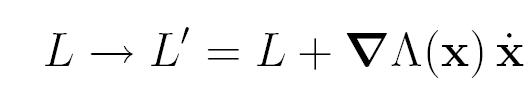 L → L′ = L + ∇Λ(x) ẋ